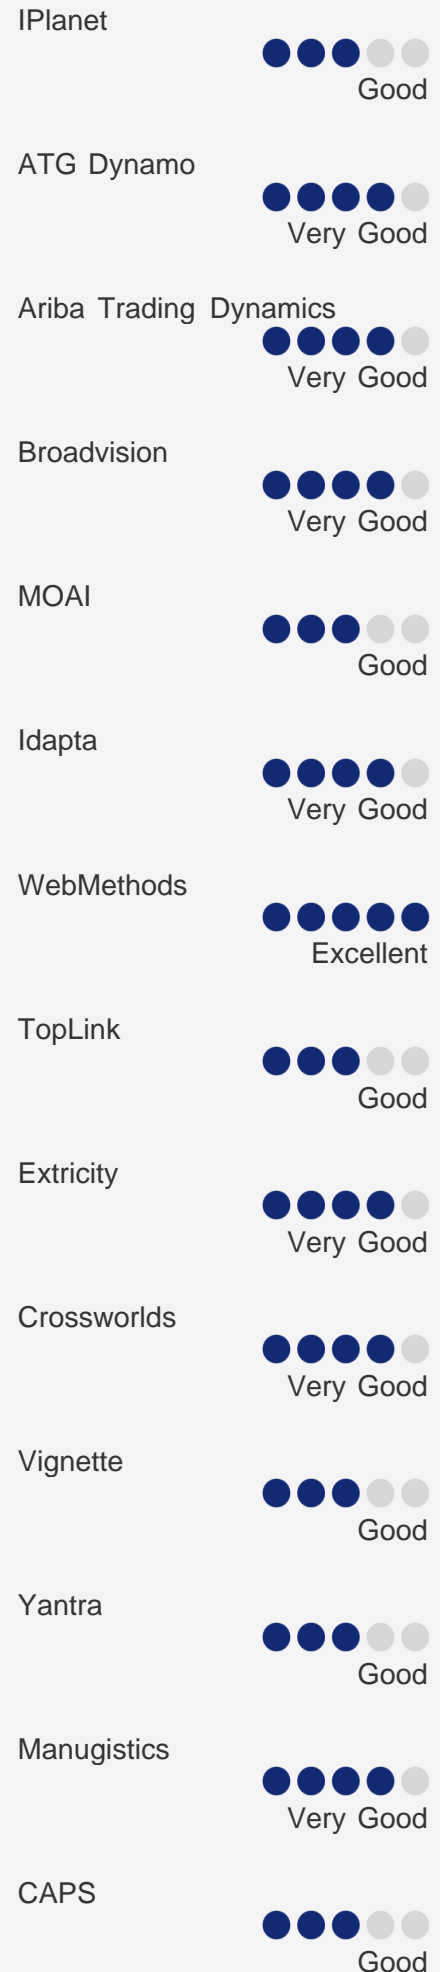 IPlanet
Good
ATG Dynamo
Very Good
Ariba Trading Dynamics
Very Good
Broadvision
Very Good
MOAI
Good
Idapta
Very Good
WebMethods
Excellent
TopLink
Good
Extricity
Very Good
Crossworlds
Very Good
Vignette
Good
Yantra
Good
Manugistics
Very Good
CAPS
Good